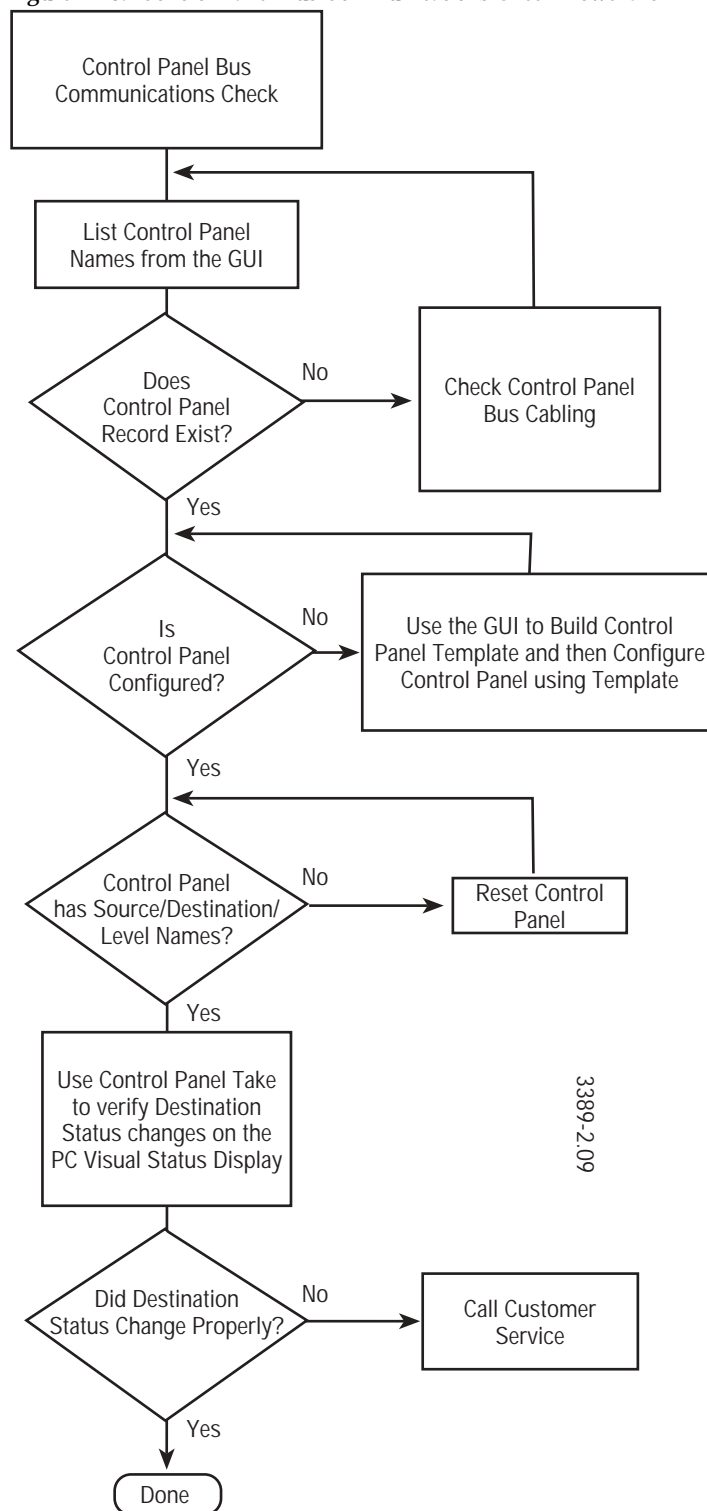 Control Panel Bus
Communications Check
List Control Panel
Names from the GUI
Does
Control Panel
Record Exist?
No
Check Control Panel
Bus Cabling
Yes
Is
Control Panel
Configured?
No
Use the GUI to Build Control
Panel Template and then Configure
Control Panel using Template
Yes
Control Panel
has Source/Destination/
Level Names?
No
Reset Control
Panel
Yes
Use Control Panel Take
to verify Destination
Status changes on the
PC Visual Status Display
3389-2.09
Did Destination
Status Change Properly?
No
Call Customer
Service
Yes
Done